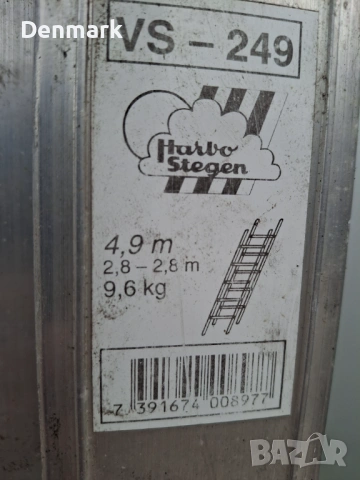 Denmark
VS - 249
Harbo
Stegen
4,9 m
2,8 - 2,8 m
9,6 kg
7 391674 008977
BAZAR